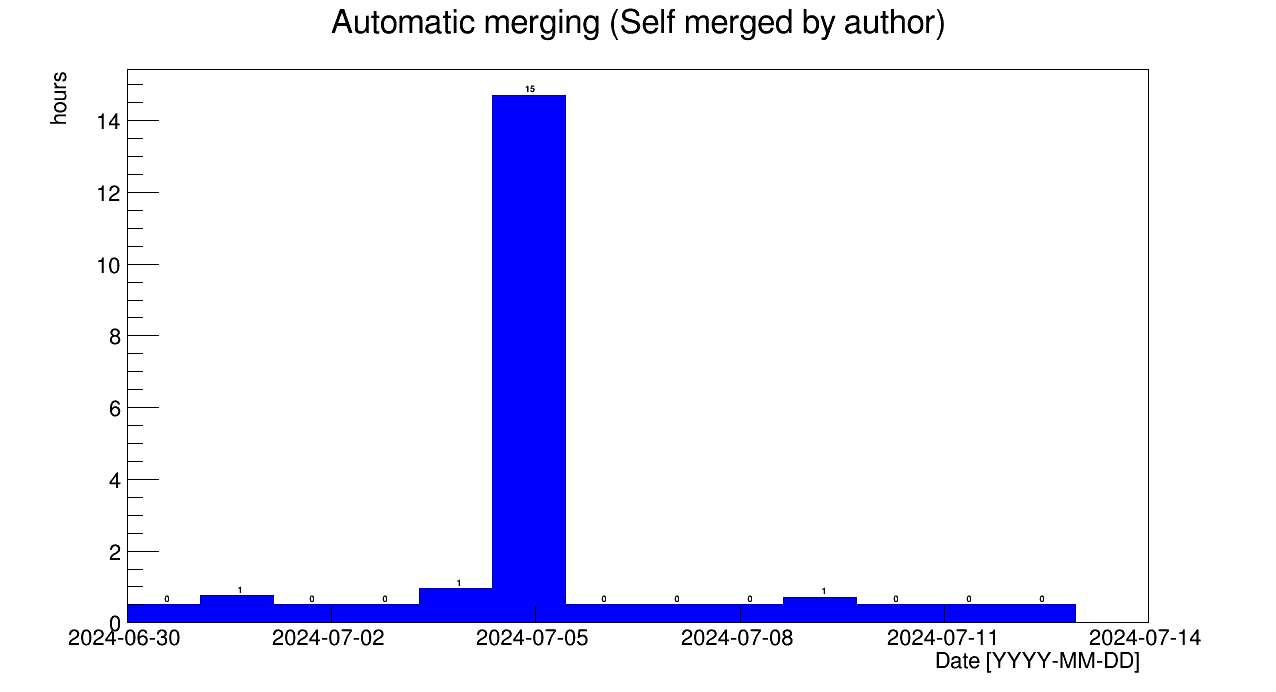 Automatic merging (Self merged by author)
hours
14
12
10
8
6
4
2
0
0 1 0 0 1 15 0 0 0 1 0 0 0
2024-06-30 2024-07-02 2024-07-05 2024-07-08 2024-07-11 2024-07-14
Date [YYYY-MM-DD]